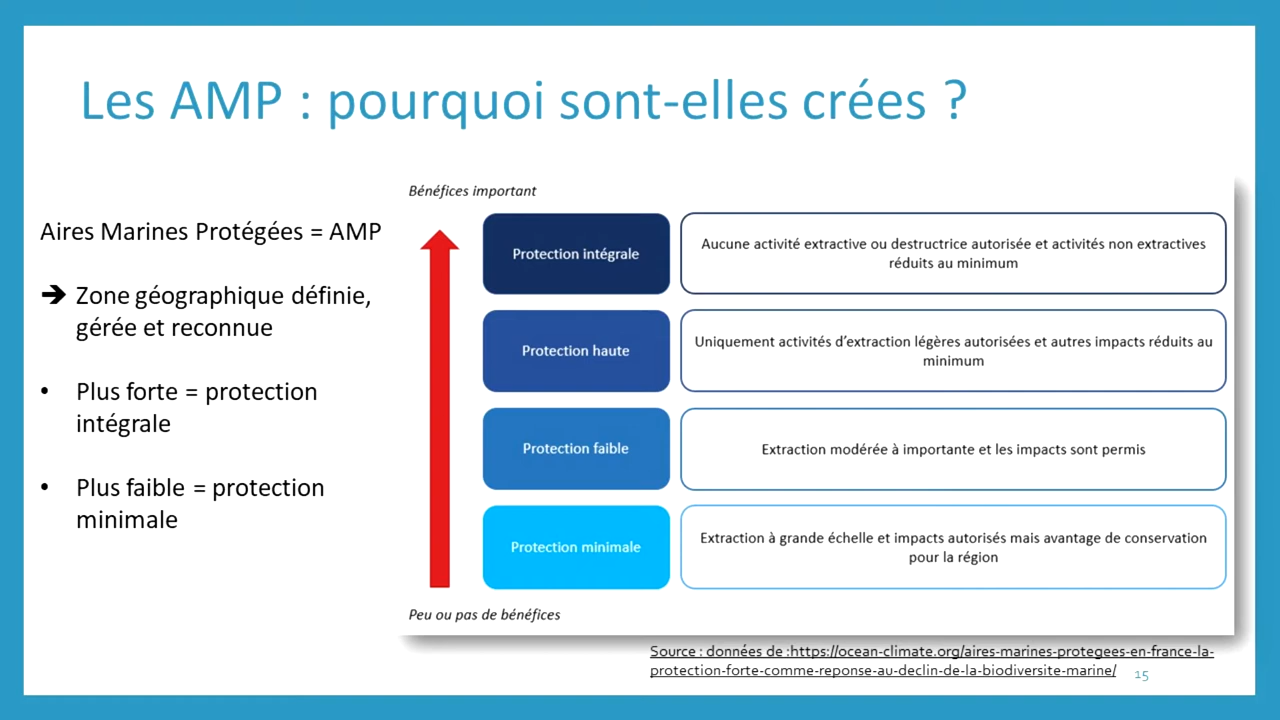 Les AMP : pourquoi sont-elles crées ?
Aires Marines Protégées = AMP
➔ Zone géographique définie,
gérée et reconnue
• Plus forte = protection
intégrale
• Plus faible = protection
minimale
Bénéfices important
Protection intégrale
Aucune activité extractive ou destructrice autorisée et activités non extractives
réduits au minimum
Protection haute
Uniquement activités d’extraction légères autorisées et autres impacts réduits au
minimum
Protection faible
Extraction modérée à importante et les impacts sont permis
Protection minimale
Extraction à grande échelle et impacts autorisés mais avantage de conservation
pour la région
Peu ou pas de bénéfices
Source : données de :https://ocean-climate.org/aires-marines-protegees-en-france-la-
protection-forte-comme-reponse-au-declin-de-la-biodiversite-marine/
15